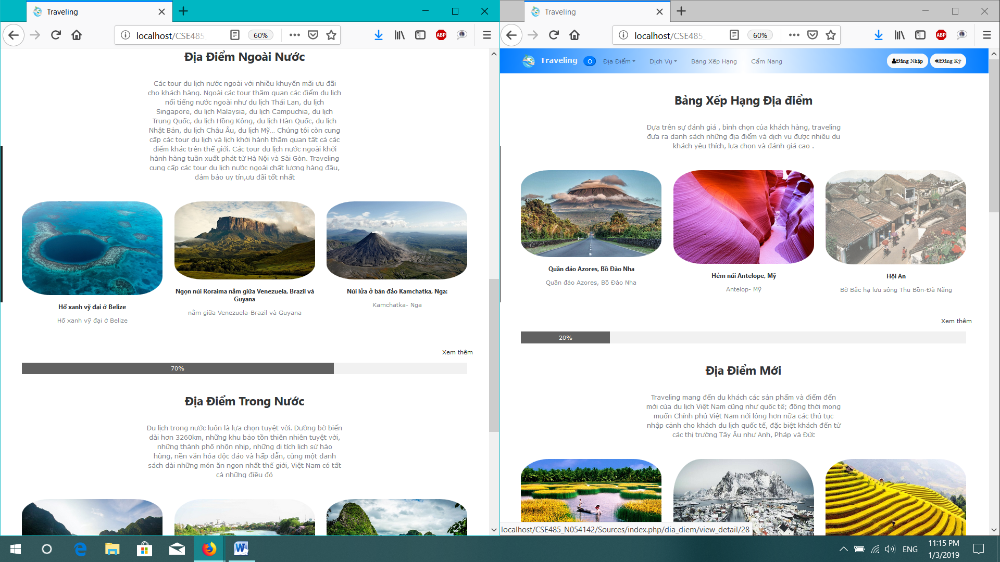 Traveling
localhost/CSE485_
60%
Địa Điểm Ngoài Nước
Các tour du lịch nước ngoài với nhiều khuyến mãi ưu đãi
cho khách hàng. Ngoài các tour thăm quan các điểm du lịch
nổi tiếng nước ngoài như du lịch Thái Lan, du lịch
Singapore, du lịch Malaysia, du lịch Campuchia, du lịch
Trung Quốc, du lịch Hồng Kông, du lịch Hàn Quốc, du lịch
Nhật Bản, du lịch Châu Âu, du lịch Mỹ... Chúng tôi còn cung
cấp các tour du lịch và lịch khởi hành thăm quan tất cả các
điểm khác trên thế giới. Các tour du lịch nước ngoài khởi
hành hàng tuần xuất phát từ Hà Nội và Sài Gòn. Traveling
cung cấp các tour du lịch nước ngoài chất lượng hàng đầu,
đảm bảo uy tín,ưu đãi tốt nhất
Hố xanh vỹ đại ở Belize
Hố xanh vỹ đại ở Belize
Ngọn núi Roraima nằm giữa Venezuela, Brazil và
Guyana
nằm giữa Venezuela-Brazil và Guyana
Núi lửa ở bán đảo Kamchatka, Nga:
Kamchatka- Nga
Xem thêm
70%
Địa Điểm Trong Nước
Du lịch trong nước luôn là lựa chọn tuyệt vời. Đường bờ biển
dài hơn 3260km, những khu bảo tồn thiên nhiên tuyệt vời,
những thành phố nhộn nhịp, những di tích lịch sử hào
hùng, nền văn hóa độc đáo và hấp dẫn, cùng một danh
sách dài những món ăn ngon nhất thế giới, Việt Nam có tất
cả những điều đó
Traveling
localhost/CSE485_
60%
ABP
ABP
Traveling
O
Địa Điểm
Dịch Vụ
Bảng Xếp Hạng
Cẩm Nang
Đăng Nhập
Đăng Ký
Bảng Xếp Hạng Địa điểm
Dựa trên sự đánh giá , bình chọn của khách hàng, traveling
đưa ra danh sách những địa điểm và dịch vu được nhiều du
khách yêu thích, lựa chọn và đánh giá cao .
Quần đảo Azores, Bồ Đào Nha
Quần đảo Azores, Bồ Đào Nha
Hẻm núi Antelope, Mỹ
Antelop- Mỹ
Hội An
Bờ Bắc hạ lưu sông Thu Bồn-Đà Nẵng
Xem thêm
20%
Địa Điểm Mới
Traveling mang đến du khách các sản phẩm và điểm đến
mới của du lịch Việt Nam cũng như quốc tế; đồng thời mong
muốn Chính phủ Việt Nam nới lỏng hơn nữa các thủ tục
nhập cảnh cho khách du lịch quốc tế, đặc biệt khách đến từ
các thị trường Tây Âu như Anh, Pháp và Đức
localhost/CSE485_N054142/Sources/index.php/dia_diem/view_detail/28
ENG
11:15 PM
1/3/2019